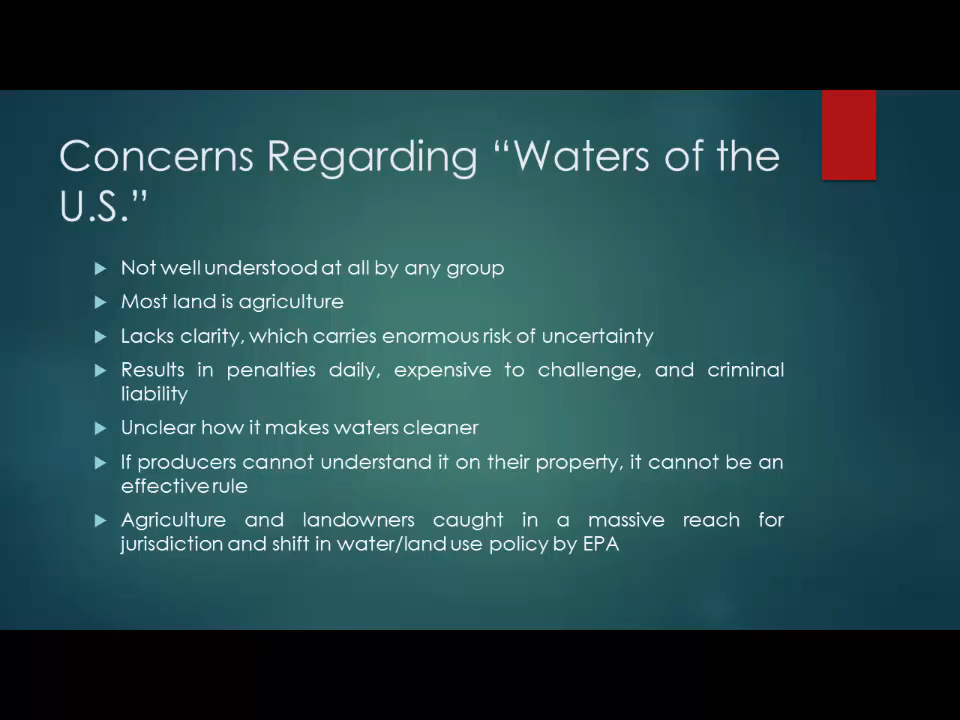 Concerns Regarding “Waters of the
U.S.”
Not well understood at all by any group
Most land is agriculture
Lacks clarity, which carries enormous risk of uncertainty
Results in penalties daily, expensive to challenge, and criminal
liability
Unclear how it makes waters cleaner
If producers cannot understand it on their property, it cannot be an
effective rule
Agriculture and landowners caught in a massive reach for
jurisdiction and shift in water/land use policy by EPA